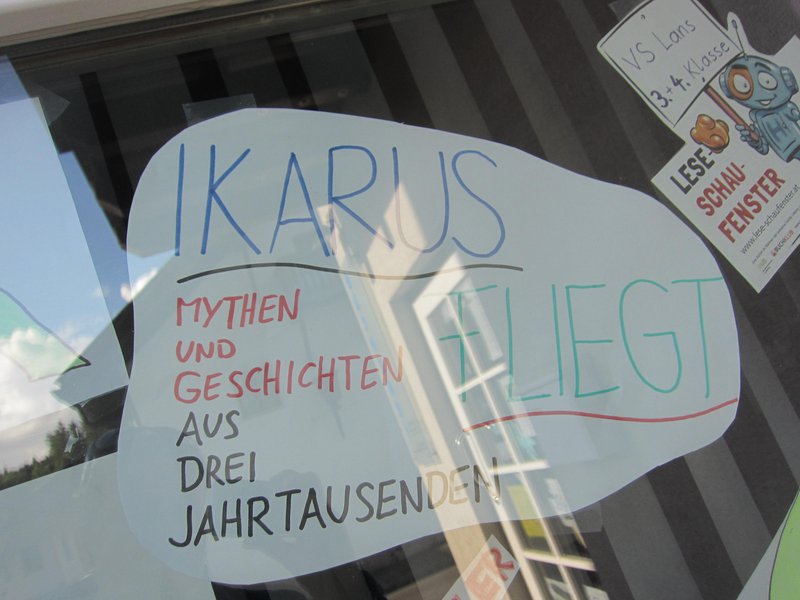 IKARUS
FLIEGT
MYTHEN
UND
GESCHICHTEN
AUS
DREI
JAHRTAUSENDEN
VS Lans
3.+4. Klasse
LESE-
SCHAU-
FENSTER
www.lese-schaufenster.at